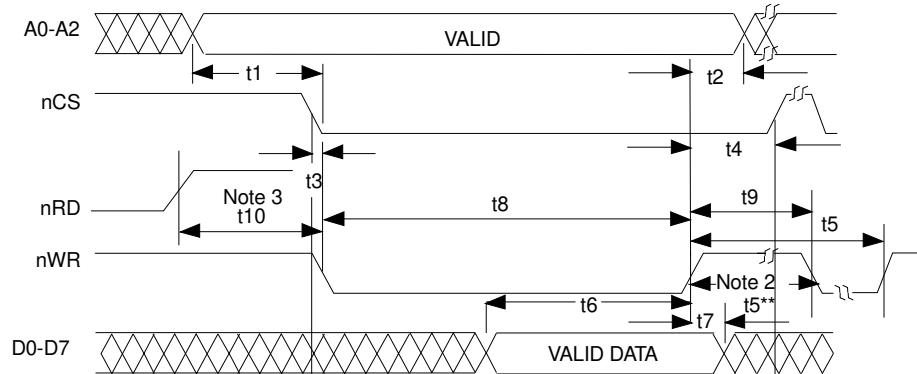 A0-A2
VALID
t1
t2
nCS
t3
t4
Note 3
nRD
t10
t8
t9
t5
nWR
Note 2
t6
t7
t5**
D0-D7
VALID DATA